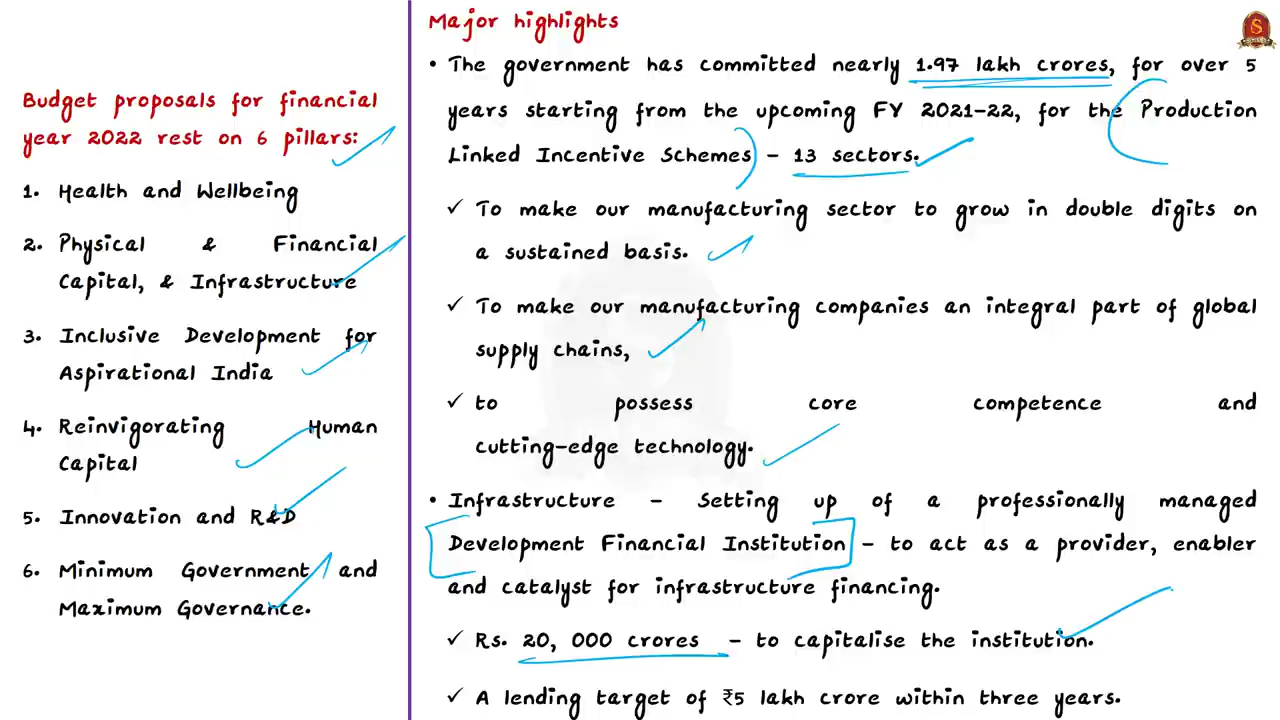 Budget proposals for financial
year 2022 rest on 6 pillars:
1. Health and Wellbeing
2. Physical & Financial
Capital, & Infrastructure
3. Inclusive Development for
Aspirational India
4. Reinvigorating Human
Capital
5. Innovation and R&D
6. Minimum Government and
Maximum Governance.
Major highlights
• The government has committed nearly 1.97 lakh crores, for over 5
years starting from the upcoming FY 2021-22, for the Production
Linked Incentive Schemes - 13 sectors.
✓ To make our manufacturing sector to grow in double digits on
a sustained basis.
✓ To make our manufacturing companies an integral part of global
supply chains,
✓ to possess core competence and
cutting-edge technology.
• Infrastructure - Setting up of a professionally managed
Development Financial Institution - to act as a provider, enabler
and catalyst for infrastructure financing.
✓ Rs. 20, 000 crores - to capitalise the institution.
✓ A lending target of ₹5 lakh crore within three years.